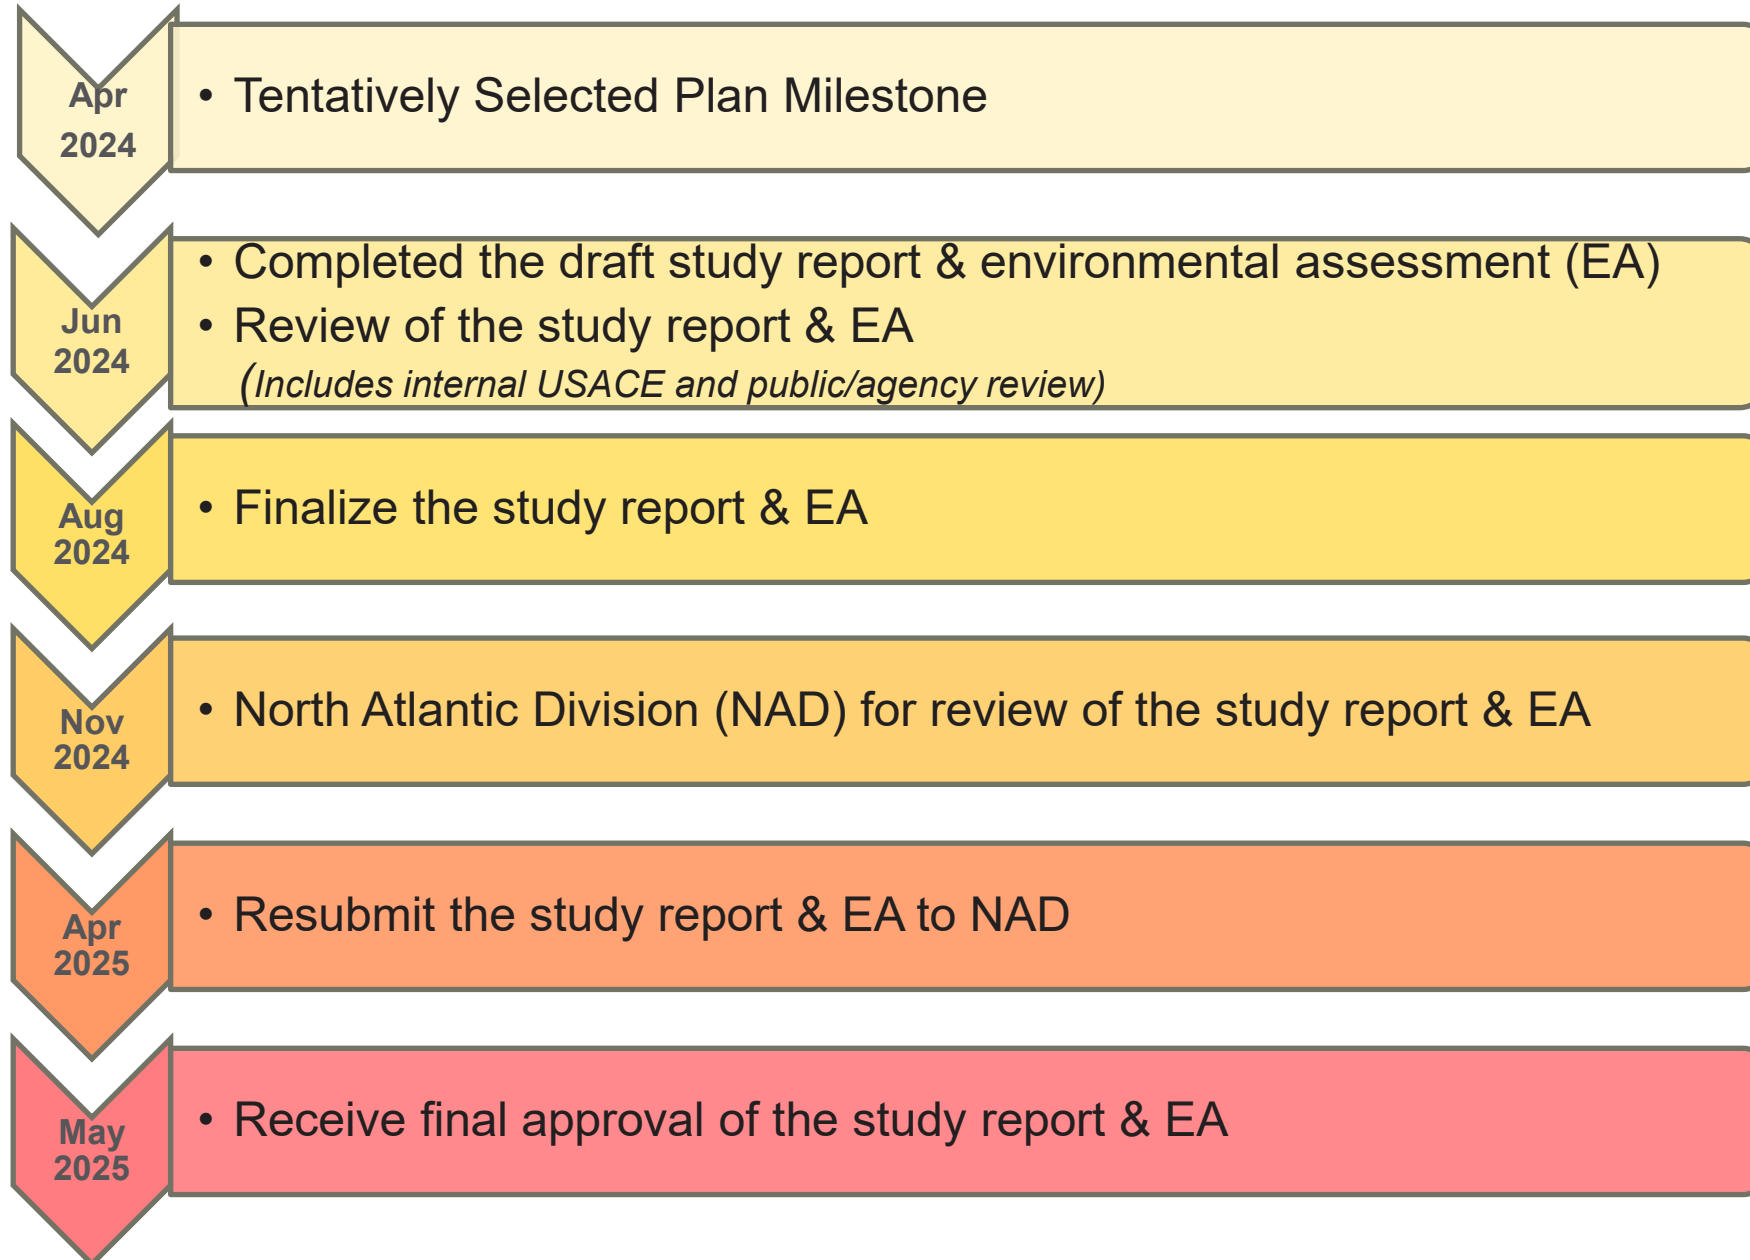 Apr
2024
• Tentatively Selected Plan Milestone
Jun
2024
• Completed the draft study report & environmental assessment (EA)
• Review of the study report & EA
(Includes internal USACE and public/agency review)
Aug
2024
• Finalize the study report & EA
Nov
2024
• North Atlantic Division (NAD) for review of the study report & EA
Apr
2025
• Resubmit the study report & EA to NAD
May
2025
• Receive final approval of the study report & EA